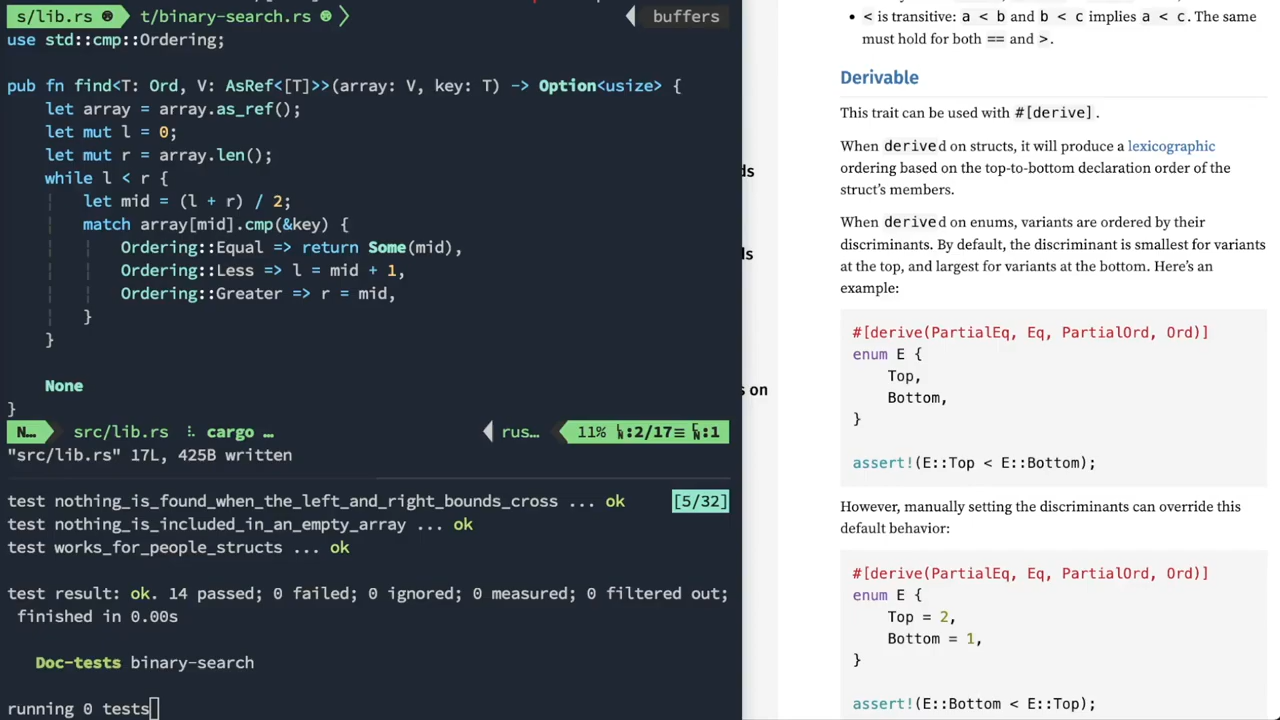 s/lib.rs t/binary-search.rs buffers
use std::cmp::Ordering;
pub fn find<T: Ord, V: AsRef<[T]>>(array: V, key: T) -> Option<usize> {
let array = array.as_ref();
let mut l = 0;
let mut r = array.len();
while l < r {
let mid = (l + r) / 2;
match array[mid].cmp(&key) {
Ordering::Equal => return Some(mid),
Ordering::Less => l = mid + 1,
Ordering::Greater => r = mid,
}
}
None
}
N… src/lib.rs cargo … rus… 11% :2/17≡ :1
"src/lib.rs" 17L, 425B written
test nothing_is_found_when_the_left_and_right_bounds_cross ... ok [5/32]
test nothing_is_included_in_an_empty_array ... ok
test works_for_people_structs ... ok
test result: ok. 14 passed; 0 failed; 0 ignored; 0 measured; 0 filtered out;
finished in 0.00s
Doc-tests binary-search
running 0 tests
ds
ds
s on
• < is transitive: a < b and b < c implies a < c. The same
must hold for both == and >.
Derivable
This trait can be used with #[derive].
When derived on structs, it will produce a lexicographic
ordering based on the top-to-bottom declaration order of the
struct’s members.
When derived on enums, variants are ordered by their
discriminants. By default, the discriminant is smallest for variants
at the top, and largest for variants at the bottom. Here’s an
example:
#[derive(PartialEq, Eq, PartialOrd, Ord)]
enum E {
Top,
Bottom,
}
assert!(E::Top < E::Bottom);
However, manually setting the discriminants can override this
default behavior:
#[derive(PartialEq, Eq, PartialOrd, Ord)]
enum E {
Top = 2,
Bottom = 1,
}
assert!(E::Bottom < E::Top);